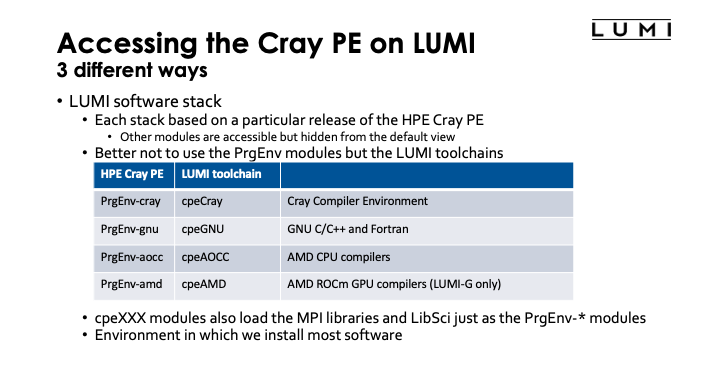 Accessing the Cray PE on LUMI
LUMI
3 different ways
• LUMI software stack
• Each stack based on a particular release of the HPE Cray PE
• Other modules are accessible but hidden from the default view
• Better not to use the PrgEnv modules but the LUMI toolchains
HPE Cray PE LUMI toolchain
PrgEnv-cray cpeCray Cray Compiler Environment
PrgEnv-gnu cpeGNU GNU C/C++ and Fortran
PrgEnv-aocc cpeAOCC AMD CPU compilers
PrgEnv-amd cpeAMD AMD ROCm GPU compilers (LUMI-G only)
• cpeXXX modules also load the MPI libraries and LibSci just as the PrgEnv-* modules
• Environment in which we install most software